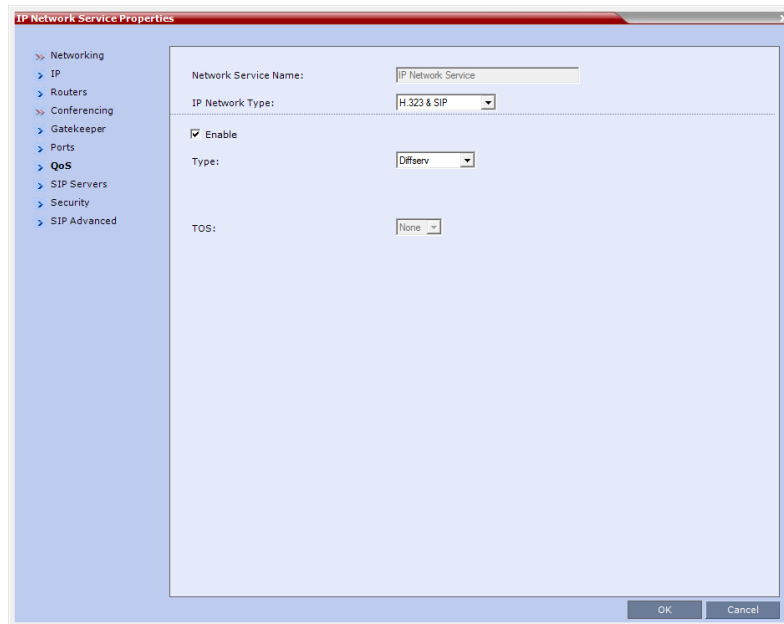 IP Network Service Properties
Networking
IP
Routers
Conferencing
Gatekeeper
Ports
QoS
SIP Servers
Security
SIP Advanced
Network Service Name: IP Network Service
IP Network Type: H.323 & SIP
Enable
Type: Diffserv
TOS: None
OK Cancel